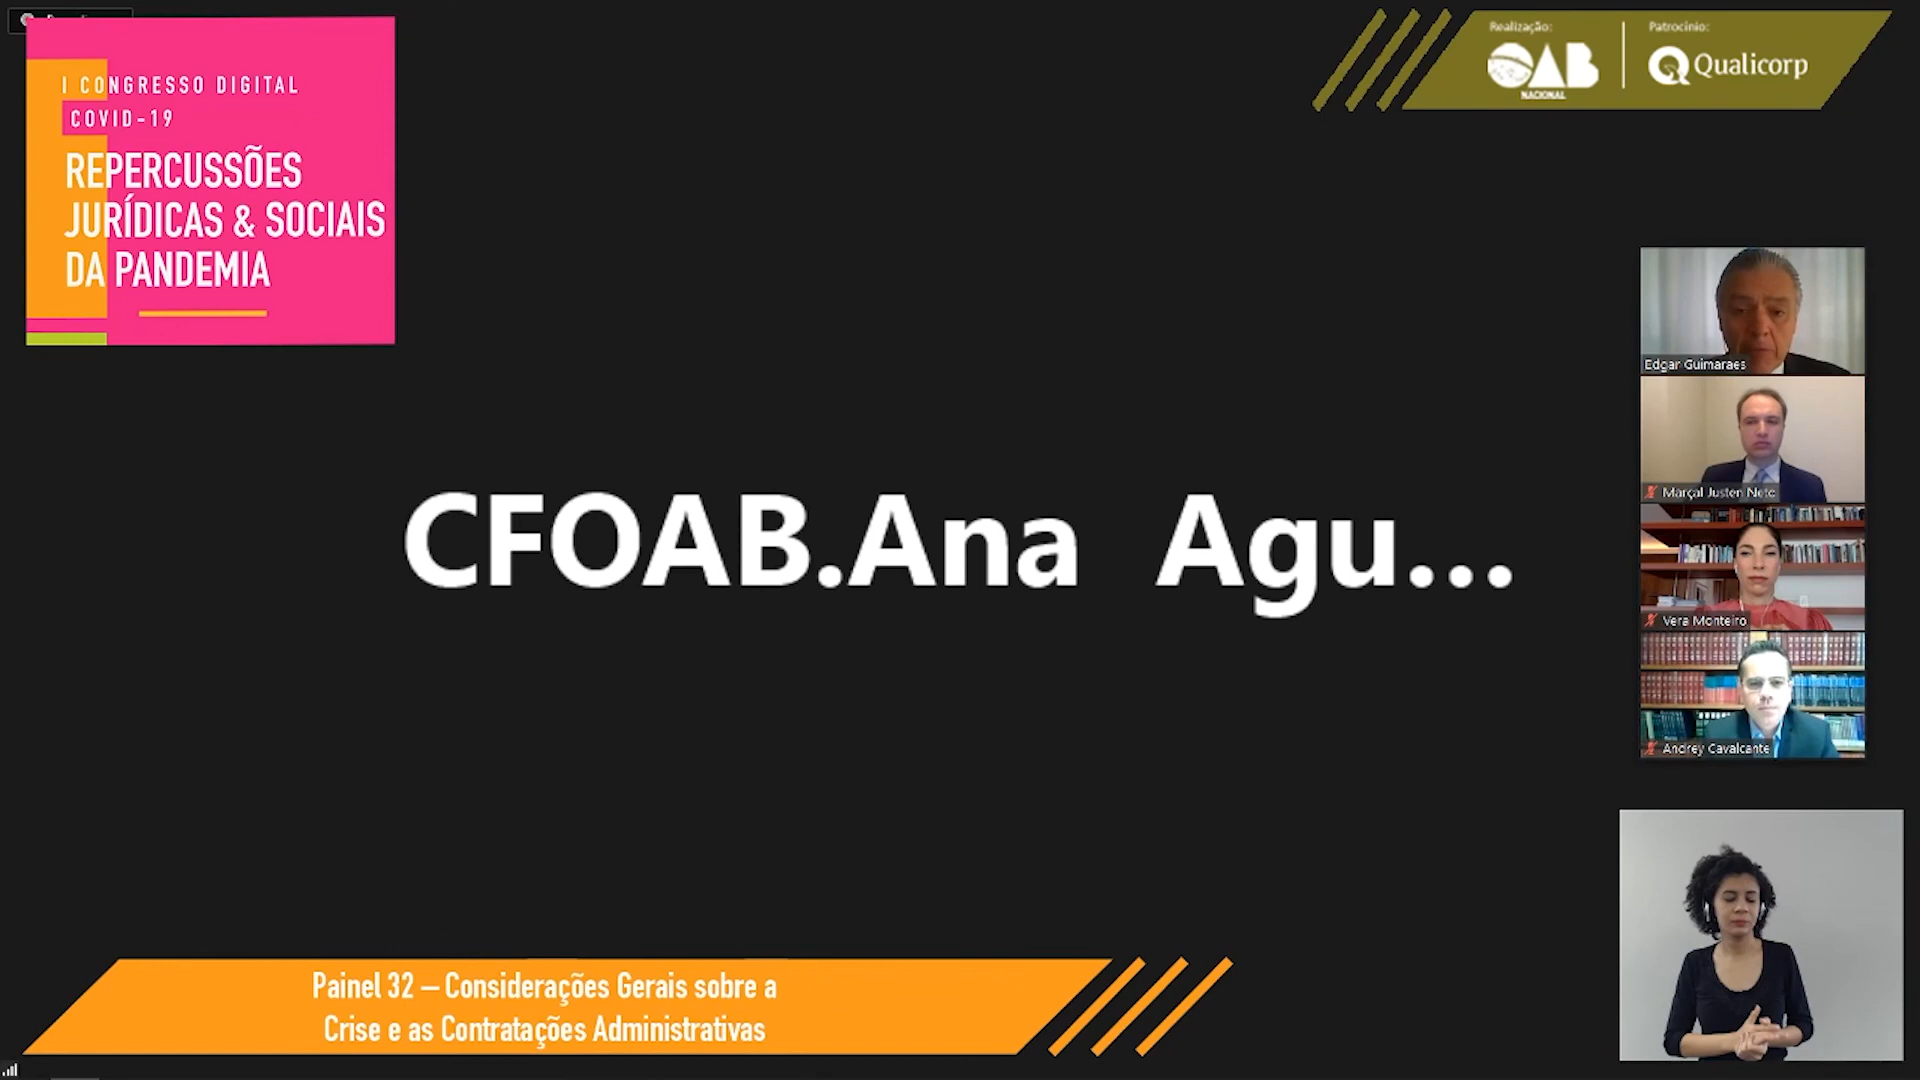 I CONGRESSO DIGITAL
COVID-19
REPERCUSSÕES
JURÍDICAS & SOCIAIS
DA PANDEMIA
Realização:
OAB
NACIONAL
Patrocínio:
Qualicorp
Edgar Guimaraes
Marçal Justen Neto
CFOAB.Ana Agu...
Vera Monteiro
Andrey Cavalcante
Painel 32 – Considerações Gerais sobre a
Crise e as Contratações Administrativas